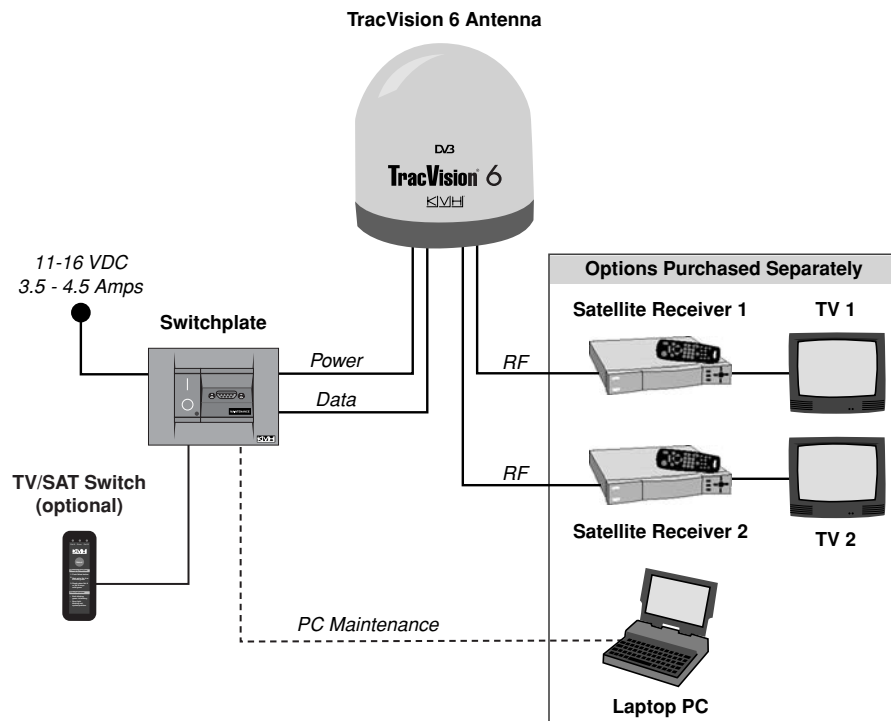 TracVision 6 Antenna
DVB
TracVision 6
KVH
11-16 VDC
3.5 - 4.5 Amps
Switchplate
Power
Data
KVH
TV/SAT Switch
(optional)
KVH
PC Maintenance
RF
RF
Options Purchased Separately
Satellite Receiver 1
TV 1
Satellite Receiver 2
TV 2
Laptop PC